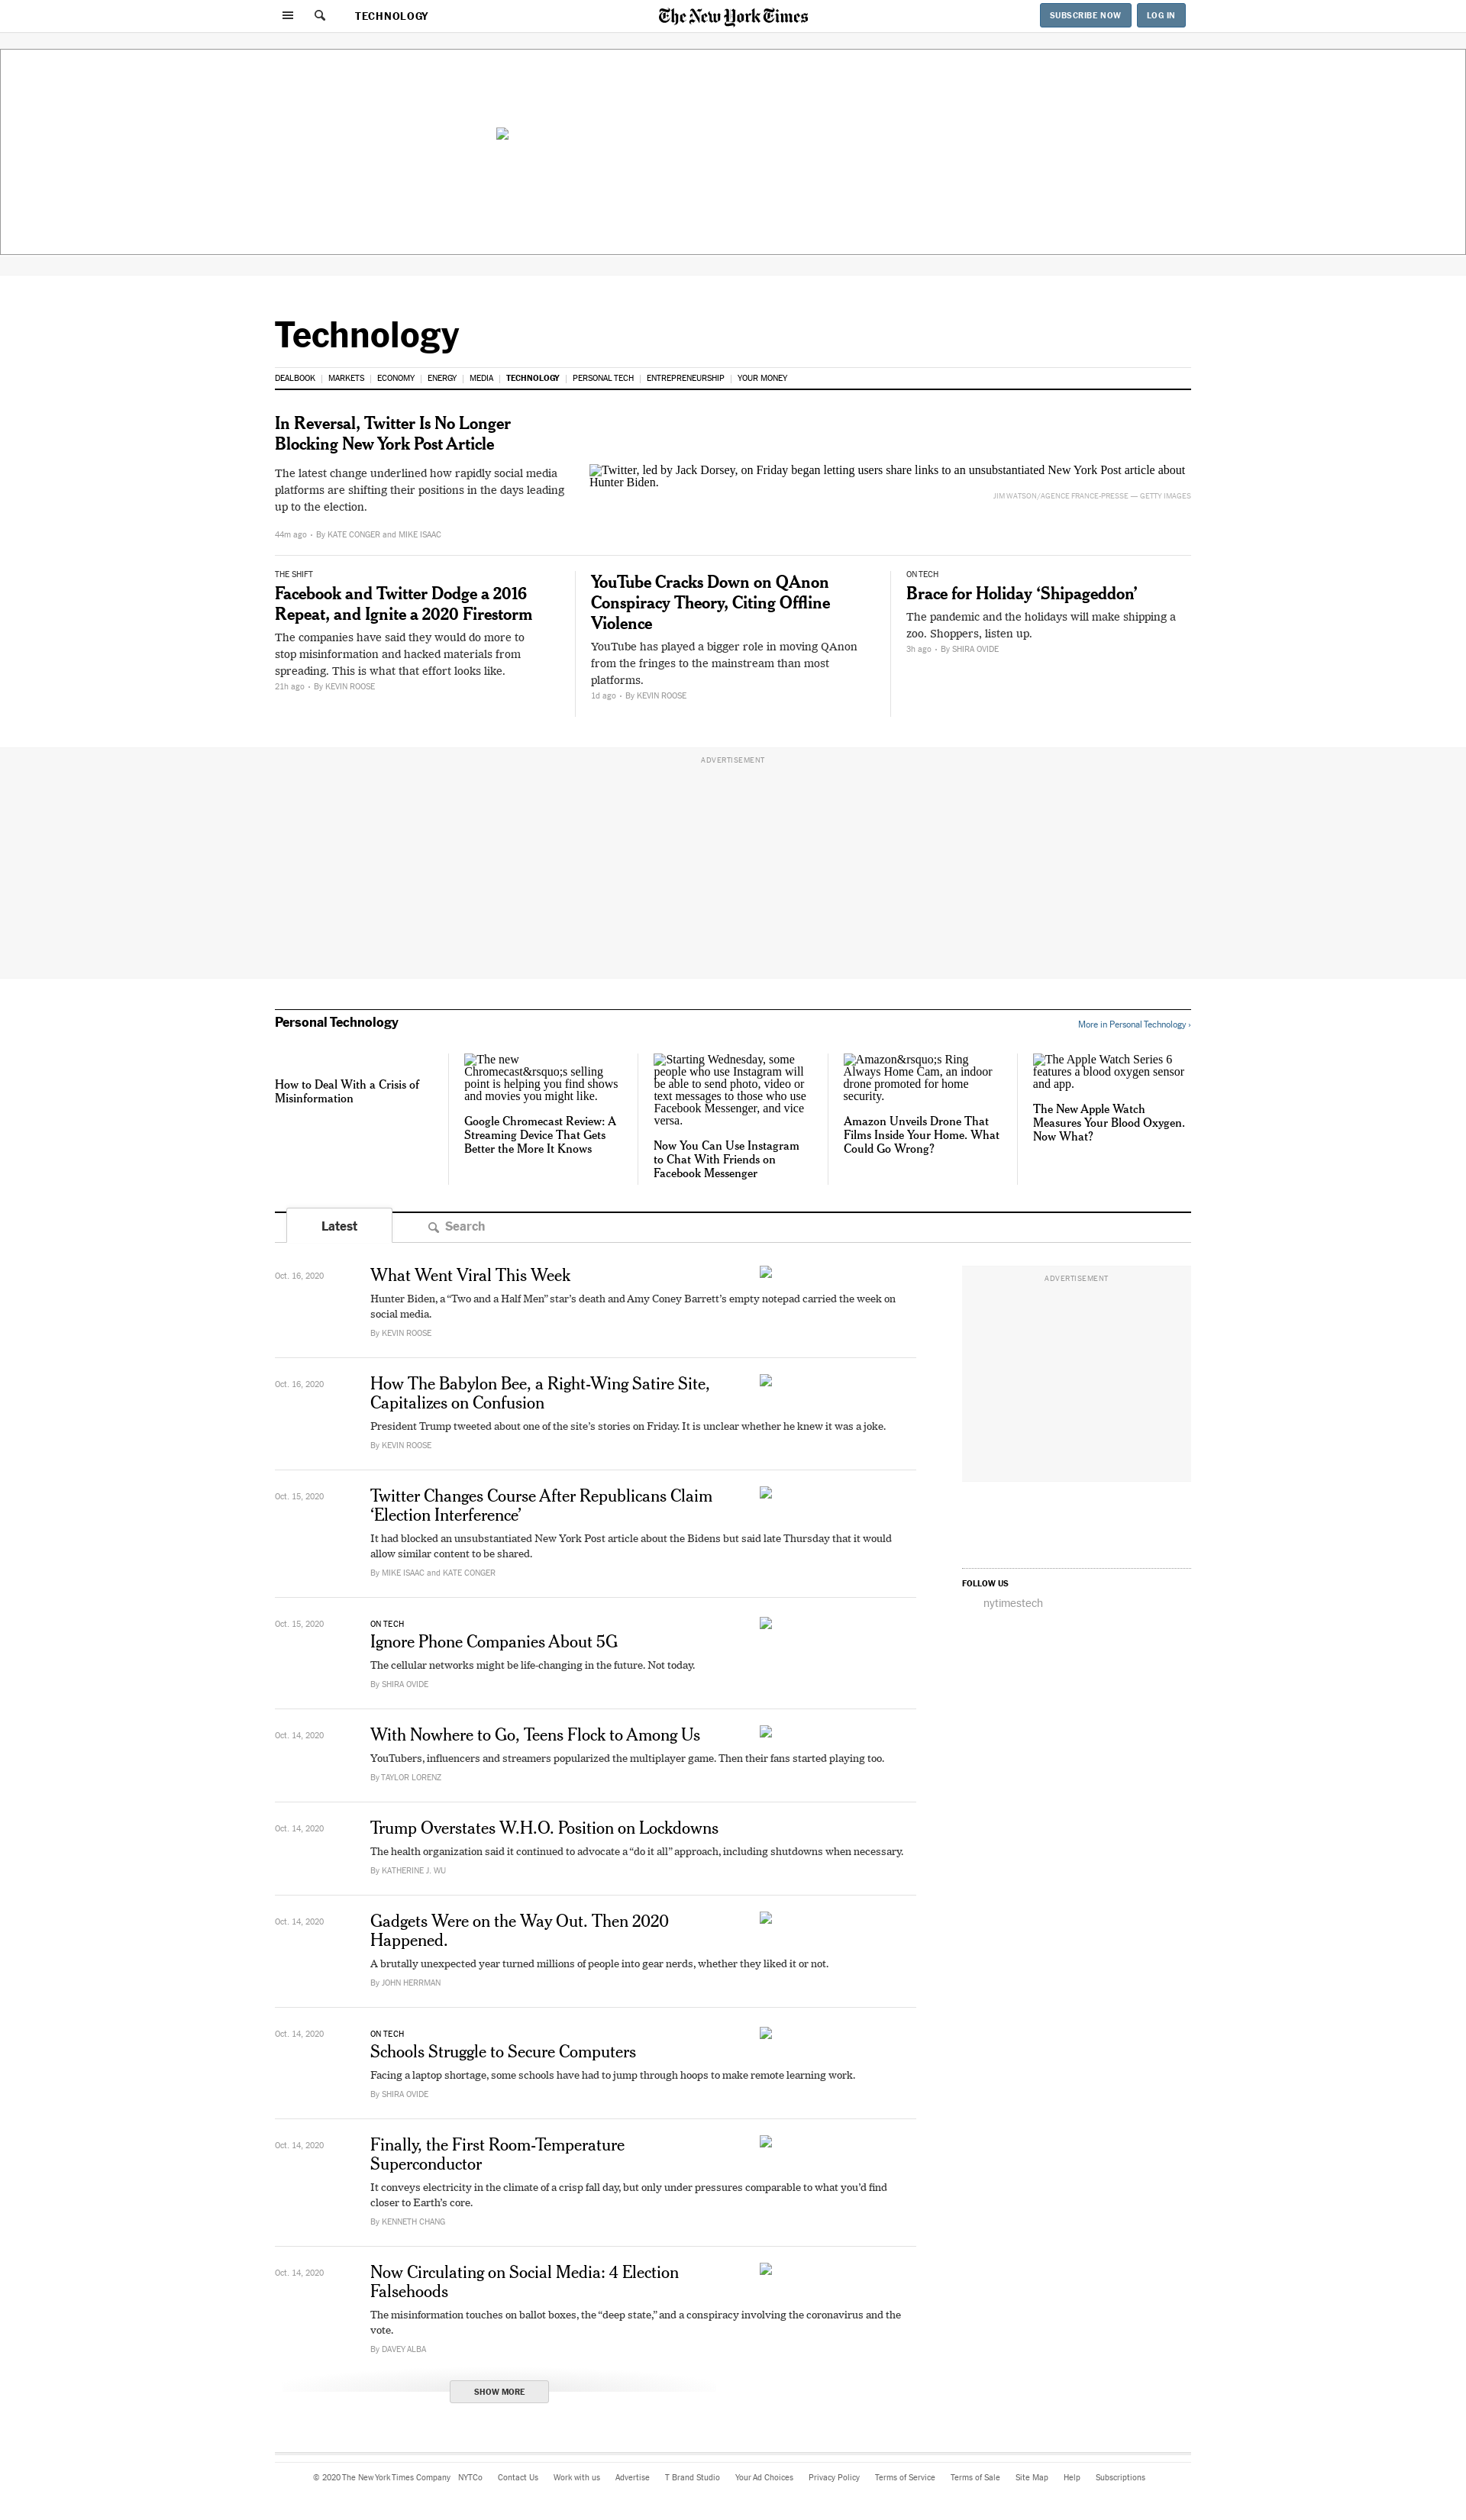 TECHNOLOGY
The New York Times
SUBSCRIBE NOW
LOG IN
Technology
DEALBOOK | MARKETS | ECONOMY | ENERGY | MEDIA | TECHNOLOGY | PERSONAL TECH | ENTREPRENEURSHIP | YOUR MONEY
In Reversal, Twitter Is No Longer
Blocking New York Post Article
The latest change underlined how rapidly social media
platforms are shifting their positions in the days leading
up to the election.
44m ago • By KATE CONGER and MIKE ISAAC
Twitter, led by Jack Dorsey, on Friday began letting users share links to an unsubstantiated New York Post article about
Hunter Biden.
JIM WATSON/AGENCE FRANCE-PRESSE — GETTY IMAGES
THE SHIFT
Facebook and Twitter Dodge a 2016
Repeat, and Ignite a 2020 Firestorm
The companies have said they would do more to
stop misinformation and hacked materials from
spreading. This is what that effort looks like.
21h ago • By KEVIN ROOSE
YouTube Cracks Down on QAnon
Conspiracy Theory, Citing Offline
Violence
YouTube has played a bigger role in moving QAnon
from the fringes to the mainstream than most
platforms.
1d ago • By KEVIN ROOSE
ON TECH
Brace for Holiday ‘Shipageddon’
The pandemic and the holidays will make shipping a
zoo. Shoppers, listen up.
3h ago • By SHIRA OVIDE
ADVERTISEMENT
Personal Technology
More in Personal Technology ›
How to Deal With a Crisis of
Misinformation
The new
Chromecast&rsquo;s selling
point is helping you find shows
and movies you might like.
Google Chromecast Review: A
Streaming Device That Gets
Better the More It Knows
Starting Wednesday, some
people who use Instagram will
be able to send photo, video or
text messages to those who use
Facebook Messenger, and vice
versa.
Now You Can Use Instagram
to Chat With Friends on
Facebook Messenger
Amazon&rsquo;s Ring
Always Home Cam, an indoor
drone promoted for home
security.
Amazon Unveils Drone That
Films Inside Your Home. What
Could Go Wrong?
The Apple Watch Series 6
features a blood oxygen sensor
and app.
The New Apple Watch
Measures Your Blood Oxygen.
Now What?
Latest
Search
Oct. 16, 2020
What Went Viral This Week
Hunter Biden, a “Two and a Half Men” star’s death and Amy Coney Barrett’s empty notepad carried the week on
social media.
By KEVIN ROOSE
Oct. 16, 2020
How The Babylon Bee, a Right-Wing Satire Site,
Capitalizes on Confusion
President Trump tweeted about one of the site’s stories on Friday. It is unclear whether he knew it was a joke.
By KEVIN ROOSE
Oct. 15, 2020
Twitter Changes Course After Republicans Claim
‘Election Interference’
It had blocked an unsubstantiated New York Post article about the Bidens but said late Thursday that it would
allow similar content to be shared.
By MIKE ISAAC and KATE CONGER
Oct. 15, 2020
ON TECH
Ignore Phone Companies About 5G
The cellular networks might be life-changing in the future. Not today.
By SHIRA OVIDE
Oct. 14, 2020
With Nowhere to Go, Teens Flock to Among Us
YouTubers, influencers and streamers popularized the multiplayer game. Then their fans started playing too.
By TAYLOR LORENZ
Oct. 14, 2020
Trump Overstates W.H.O. Position on Lockdowns
The health organization said it continued to advocate a “do it all” approach, including shutdowns when necessary.
By KATHERINE J. WU
Oct. 14, 2020
Gadgets Were on the Way Out. Then 2020
Happened.
A brutally unexpected year turned millions of people into gear nerds, whether they liked it or not.
By JOHN HERRMAN
Oct. 14, 2020
ON TECH
Schools Struggle to Secure Computers
Facing a laptop shortage, some schools have had to jump through hoops to make remote learning work.
By SHIRA OVIDE
Oct. 14, 2020
Finally, the First Room-Temperature
Superconductor
It conveys electricity in the climate of a crisp fall day, but only under pressures comparable to what you’d find
closer to Earth’s core.
By KENNETH CHANG
Oct. 14, 2020
Now Circulating on Social Media: 4 Election
Falsehoods
The misinformation touches on ballot boxes, the “deep state,” and a conspiracy involving the coronavirus and the
vote.
By DAVEY ALBA
SHOW MORE
ADVERTISEMENT
FOLLOW US
nytimestech
© 2020 The New York Times Company NYTCo Contact Us Work with us Advertise T Brand Studio Your Ad Choices Privacy Policy Terms of Service Terms of Sale Site Map Help Subscriptions